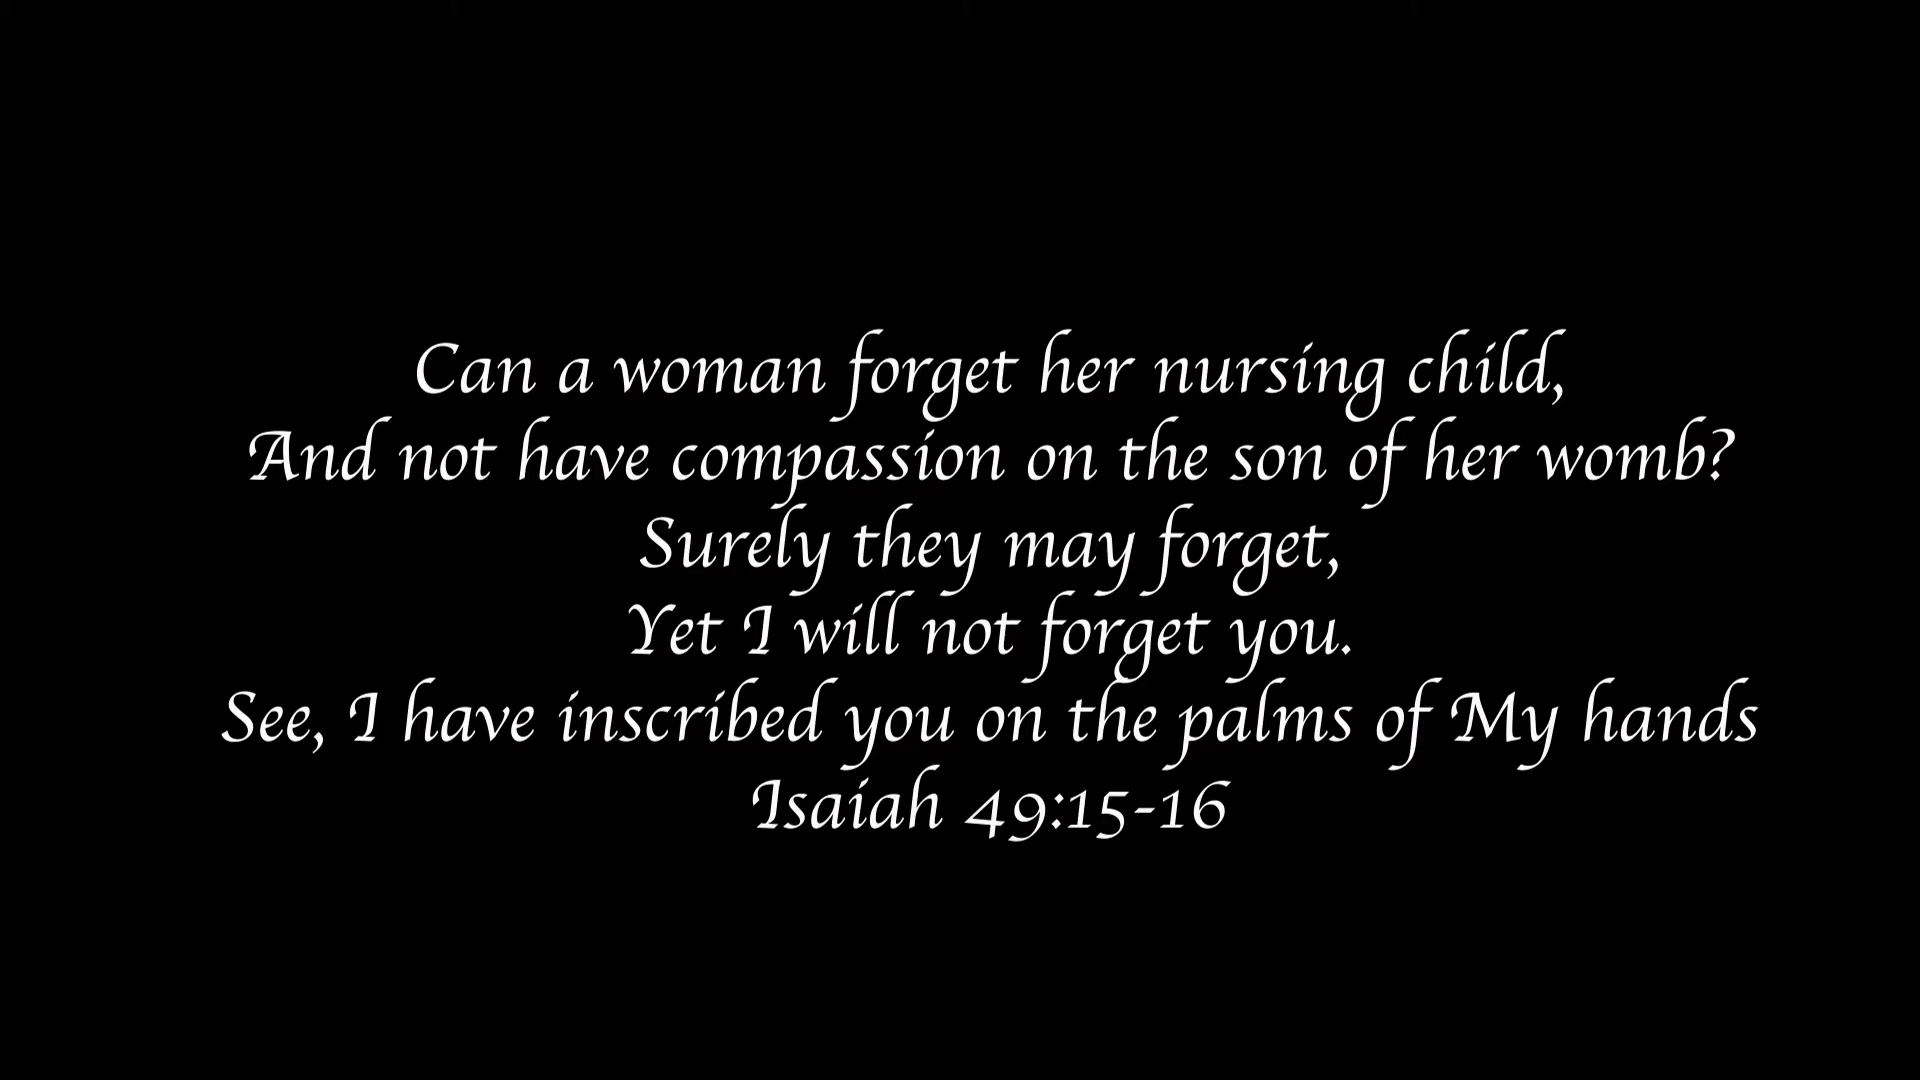 Can a woman forget her nursing child,
And not have compassion on the son of her womb?
Surely they may forget,
Yet I will not forget you.
See, I have inscribed you on the palms of My hands
Isaiah 49:15-16